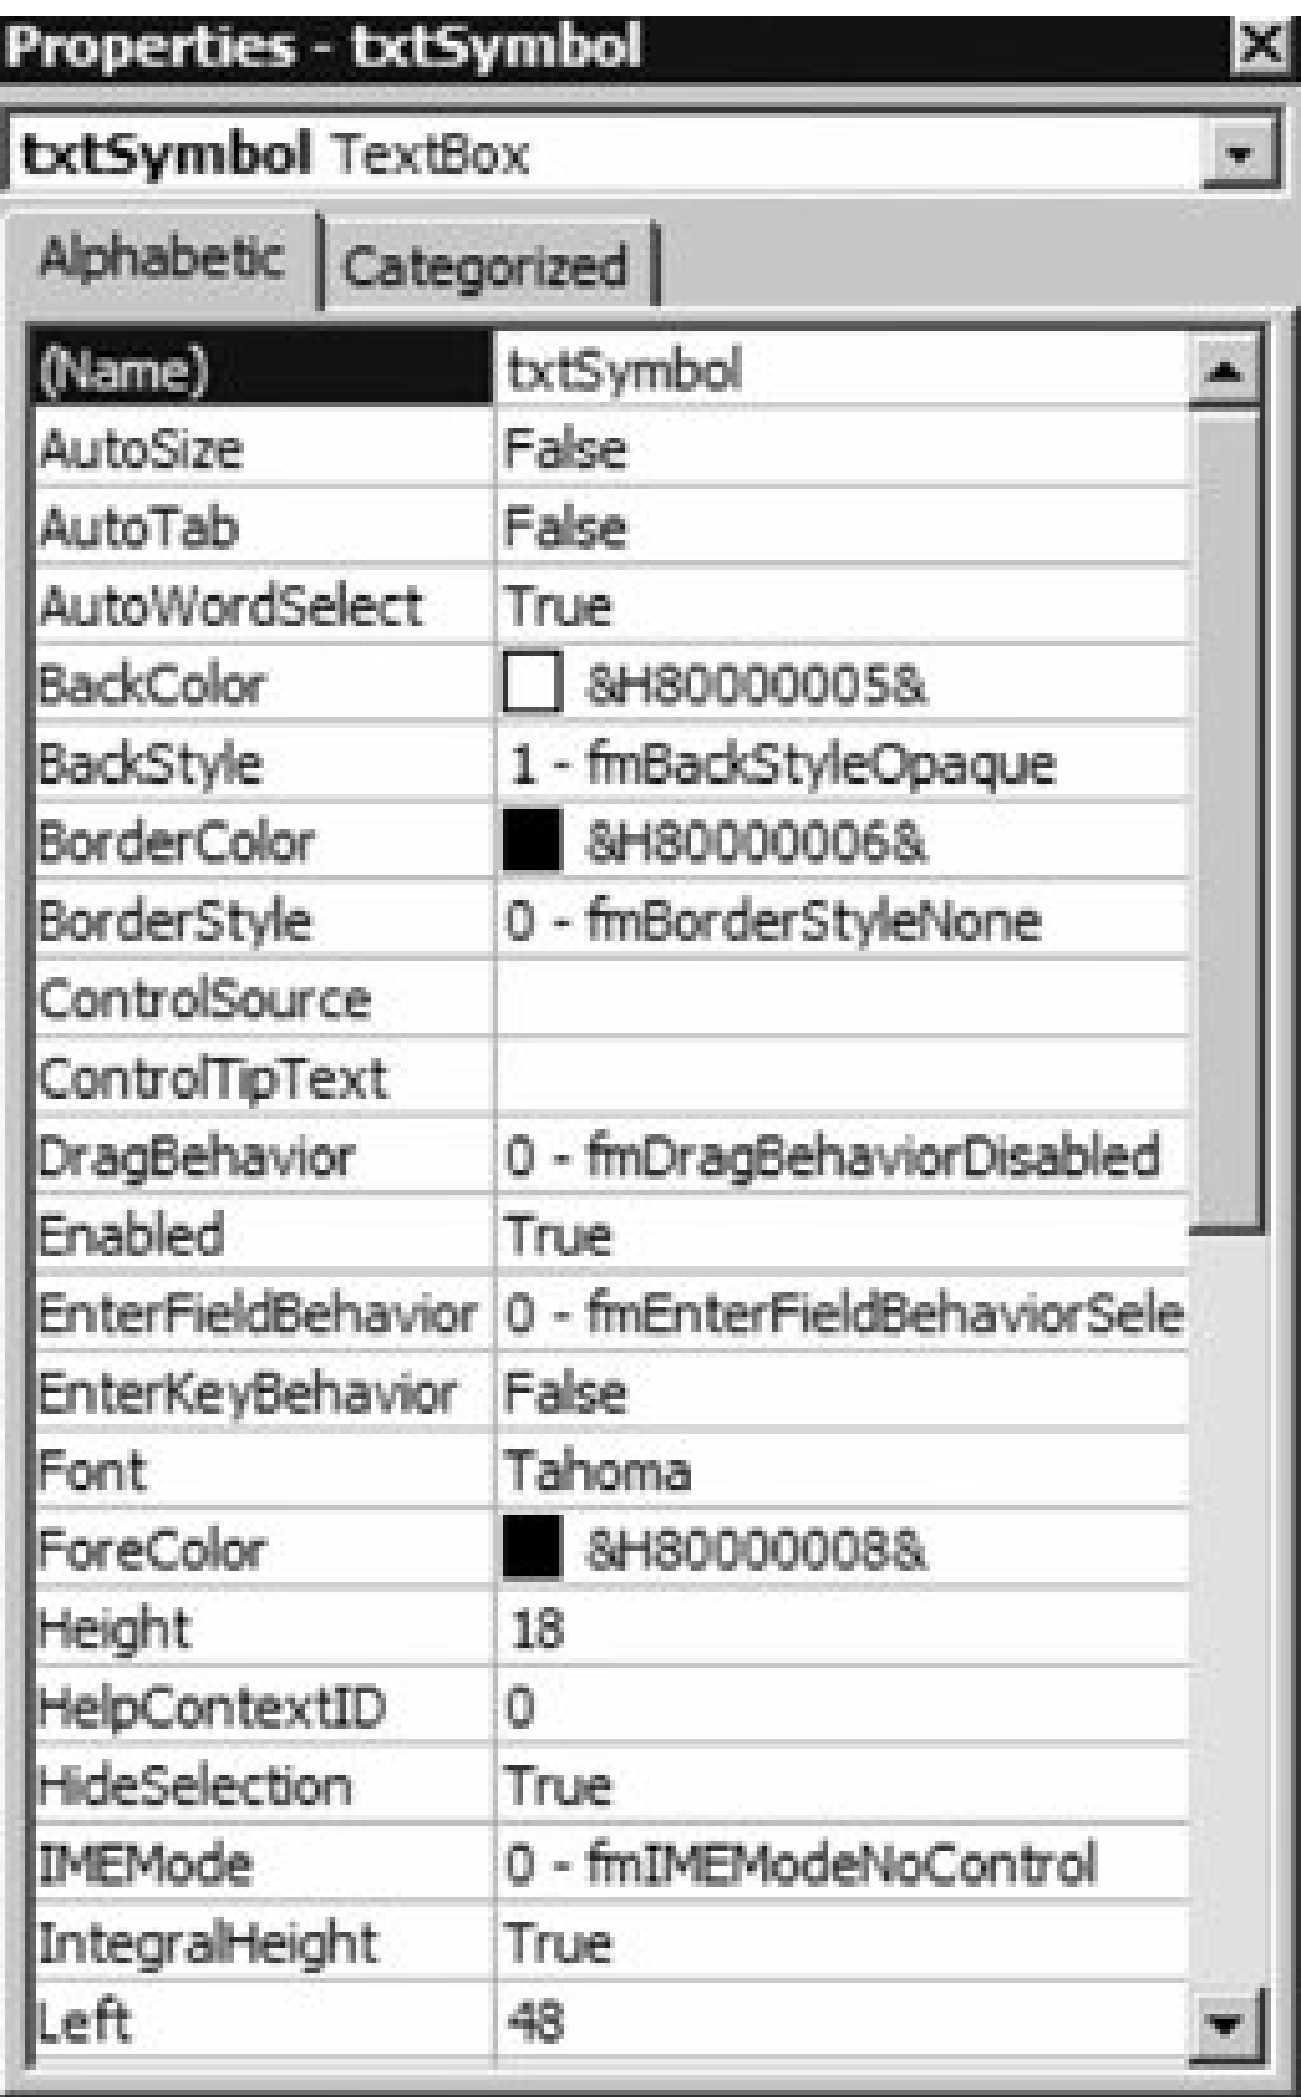 Properties - txtSymbol
txtSymbol TextBox
Alphabetic Categorized
(Name) txtSymbol
AutoSize False
AutoTab False
AutoWordSelect True
BackColor &H80000005&
BackStyle 1 - fmBackStyleOpaque
BorderColor &H80000006&
BorderStyle 0 - fmBorderStyleNone
ControlSource
ControlTipText
DragBehavior 0 - fmDragBehaviorDisabled
Enabled True
EnterFieldBehavior 0 - fmEnterFieldBehaviorSele
EnterKeyBehavior False
Font Tahoma
ForeColor &H80000008&
Height 18
HelpContextID 0
HideSelection True
IMEMode 0 - fmIMEModeNoControl
IntegralHeight True
Left 48